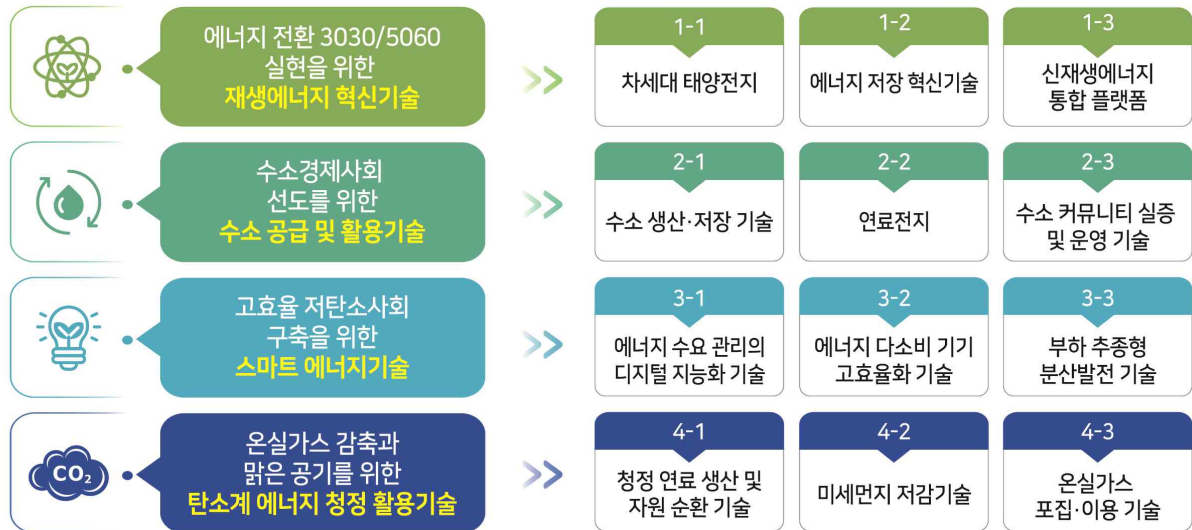 에너지 전환 3030/5060
실현을 위한
재생에너지 혁신기술
1-1
차세대 태양전지
1-2
에너지 저장 혁신기술
1-3
신재생에너지
통합 플랫폼
수소경제사회
선도를 위한
수소 공급 및 활용기술
2-1
수소 생산·저장 기술
2-2
연료전지
2-3
수소 커뮤니티 실증
및 운영 기술
고효율 저탄소사회
구축을 위한
스마트 에너지기술
3-1
에너지 수요 관리의
디지털 지능화 기술
3-2
에너지 다소비 기기
고효율화 기술
3-3
부하 추종형
분산발전 기술
CO₂
온실가스 감축과
맑은 공기를 위한
탄소계 에너지 청정 활용기술
4-1
청정 연료 생산 및
자원 순환 기술
4-2
미세먼지 저감기술
4-3
온실가스
포집·이용 기술